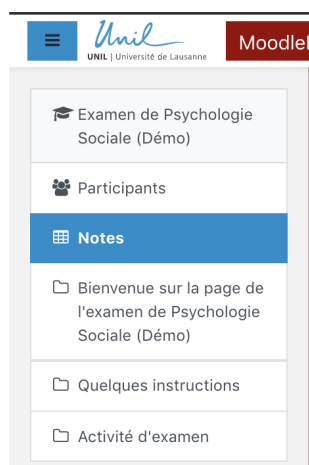 Unil
UNIL | Université de Lausanne
Moodle
Examen de Psychologie
Sociale (Démo)
Participants
Notes
Bienvenue sur la page de
l'examen de Psychologie
Sociale (Démo)
Quelques instructions
Activité d'examen